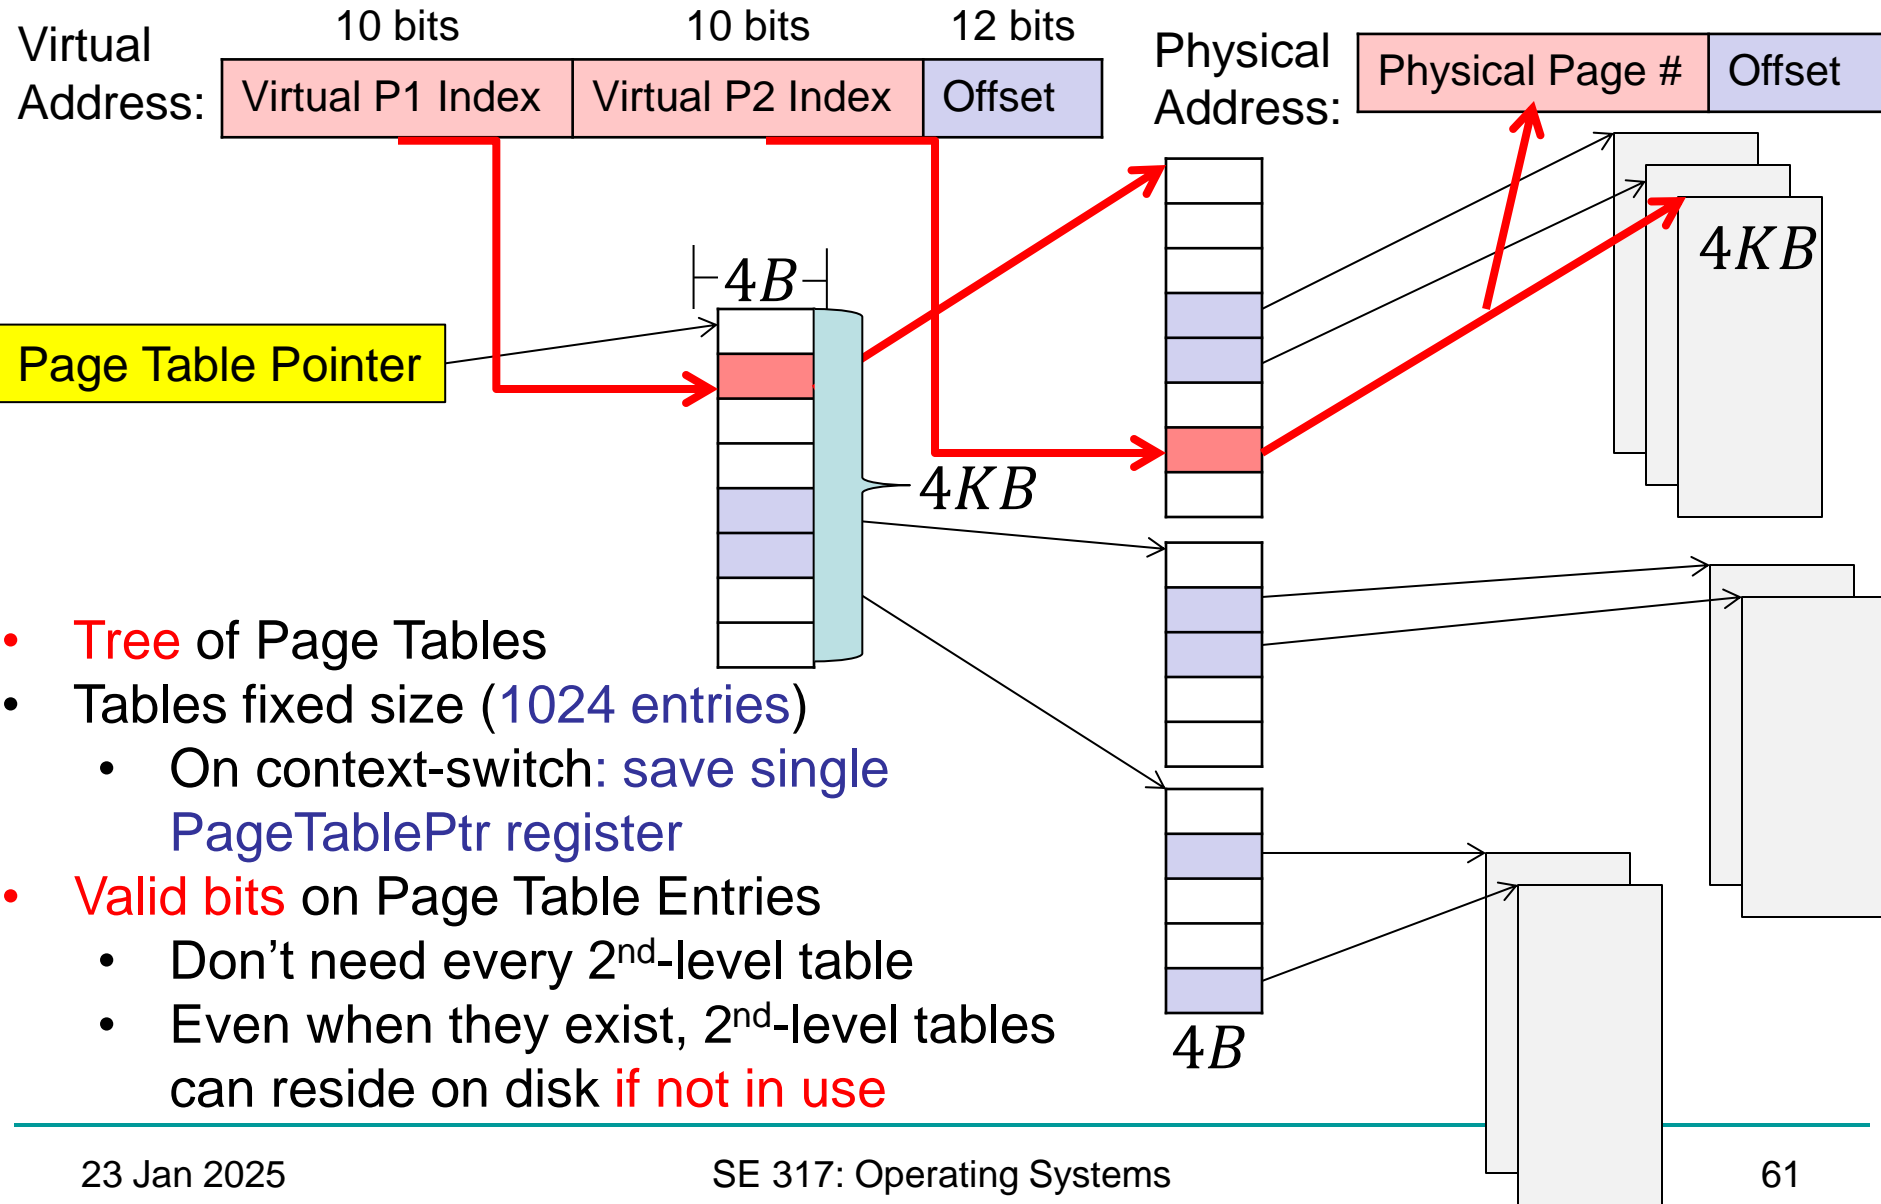 10 bits
10 bits
12 bits
Virtual
Address:
Virtual P1 Index
Virtual P2 Index
Offset
Physical
Address:
Physical Page #
Offset
4KB
4B
Page Table Pointer
4KB
• Tree of Page Tables
• Tables fixed size (1024 entries)
• On context-switch: save single
PageTablePtr register
• Valid bits on Page Table Entries
• Don’t need every 2nd-level table
• Even when they exist, 2nd-level tables
can reside on disk if not in use
4B
23 Jan 2025
SE 317: Operating Systems
61